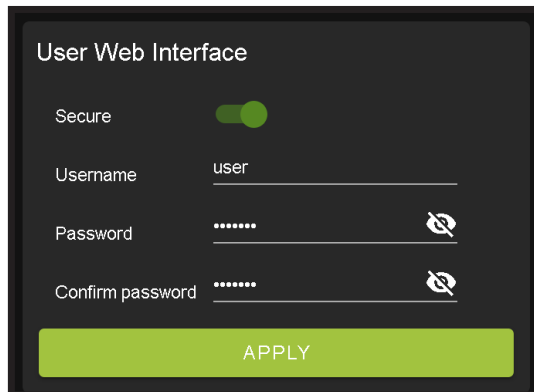 User Web Interface
Secure
Username user
Password •••••••
Confirm password •••••••
APPLY